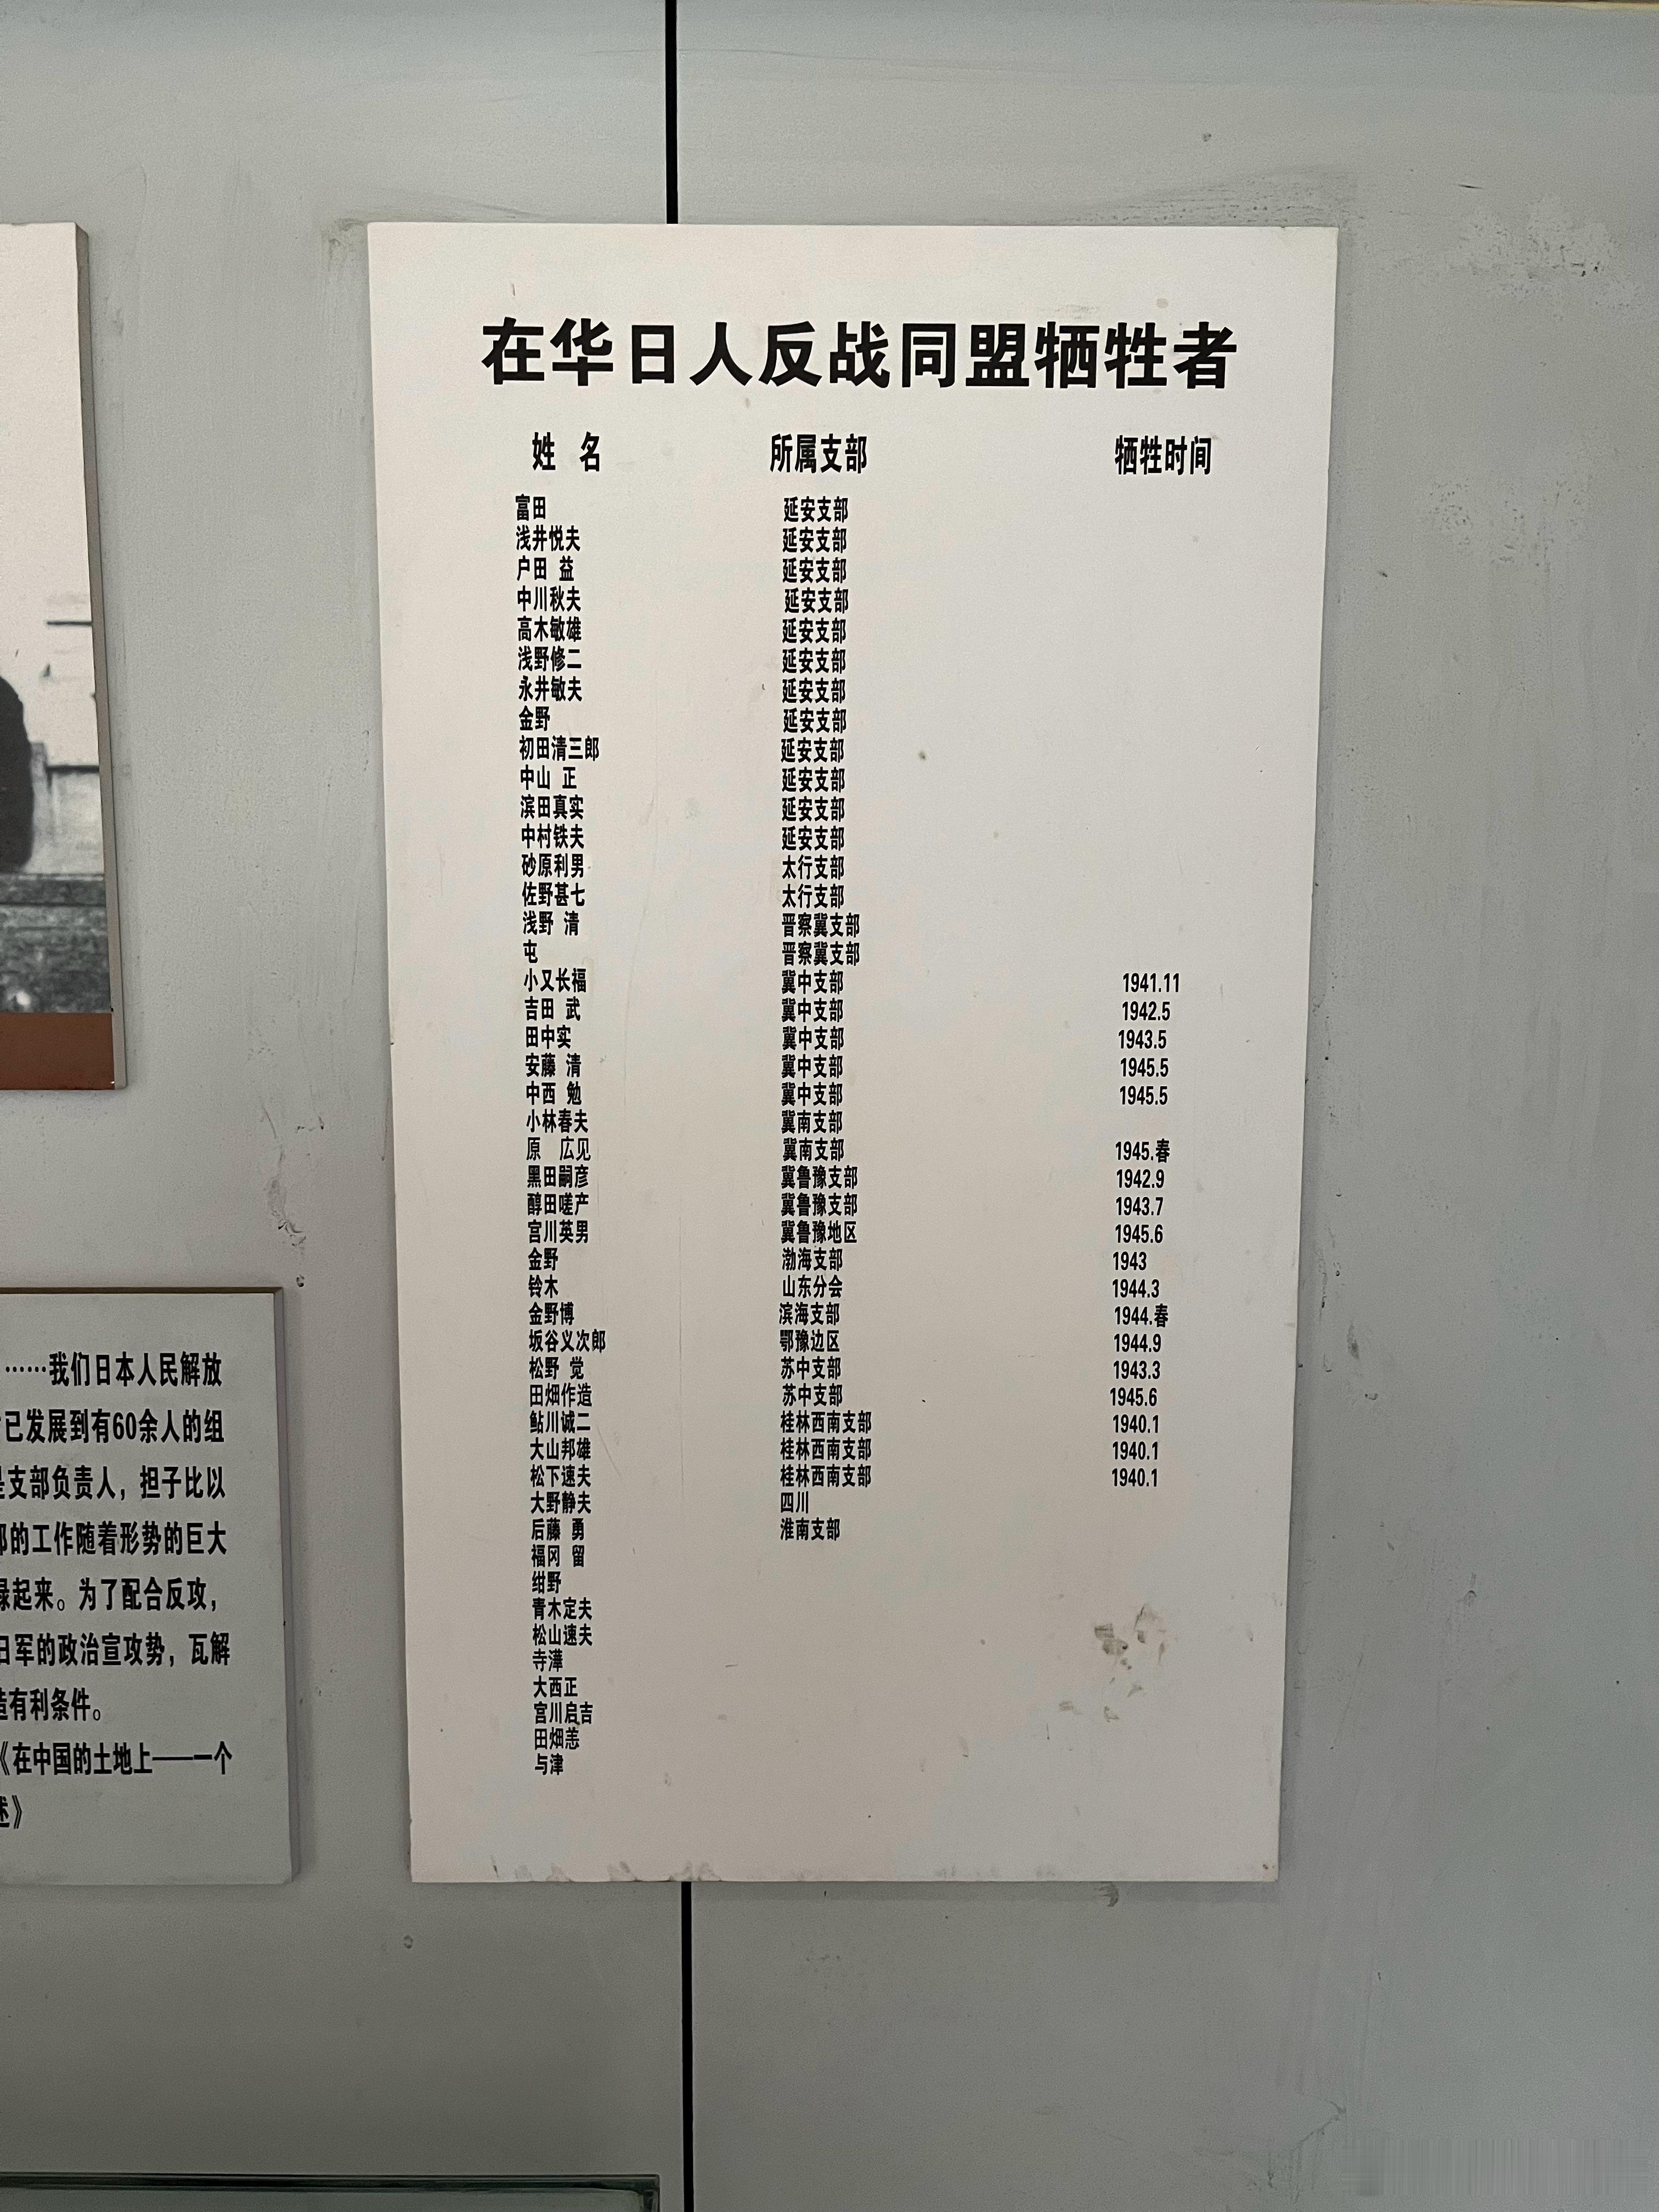 在华日人反战同盟牺牲者
姓 名 所属支部 牺牲时间
富田 延安支部
浅井悦夫 延安支部
户田 益 延安支部
中川秋夫 延安支部
高木敏雄 延安支部
浅野修二 延安支部
永井敏夫 延安支部
金野 延安支部
初田清三郎 延安支部
中山 正 延安支部
滨田真实 延安支部
中村铁夫 延安支部
砂原利男 太行支部
佐野甚七 太行支部
浅野 清 晋察冀支部
屯 晋察冀支部
小又长福 冀中支部 1941.11
吉田 武 冀中支部 1942.5
田中实 冀中支部 1943.5
安藤 清 冀中支部 1945.5
中西 勉 冀中支部 1945.5
小林春夫 冀南支部
原 広见 冀南支部 1945.春
黑田嗣彦 冀鲁豫支部 1942.9
醇田嗟产 冀鲁豫支部 1943.7
宫川英男 冀鲁豫地区 1945.6
金野 渤海支部 1943
铃木 山东分会 1944.3
金野博 滨海支部 1944.春
坂谷义次郎 鄂豫边区 1944.9
松野 觉 苏中支部 1943.3
田畑作造 苏中支部 1945.6
鲇川诚二 桂林西南支部 1940.1
大山邦雄 桂林西南支部 1940.1
松下速夫 桂林西南支部 1940.1
大野静夫 四川
后藤 勇 淮南支部
福冈 留
绀野
青木定夫
松山速夫
寺
大西正
宫川启吉
田畑恙
与津
……我们日本人民解放
已发展到有60余人的组
是支部负责人，担子比以
部的工作随着形势的巨大
起来。为了配合反攻，
日军的政治宣攻势，瓦解
造有利条件。
《在中国的土地上——一个
述》